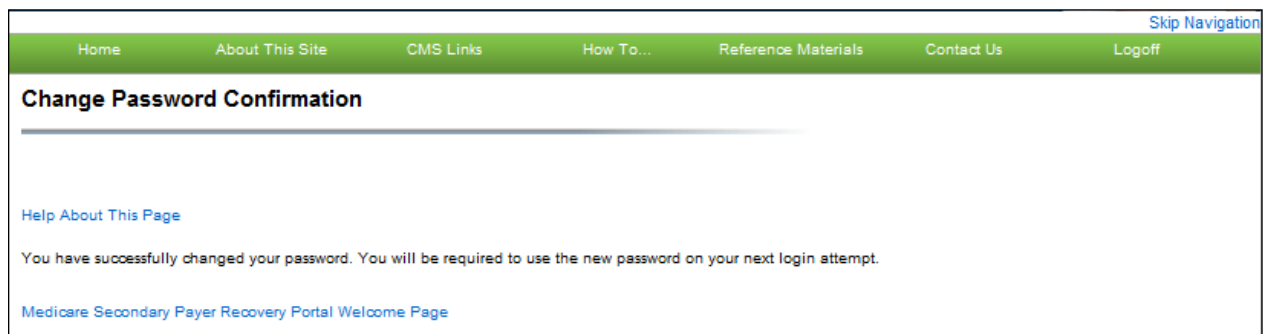 Skip Navigation
Home About This Site CMS Links How To... Reference Materials Contact Us Logoff
Change Password Confirmation
Help About This Page
You have successfully changed your password. You will be required to use the new password on your next login attempt.
Medicare Secondary Payer Recovery Portal Welcome Page